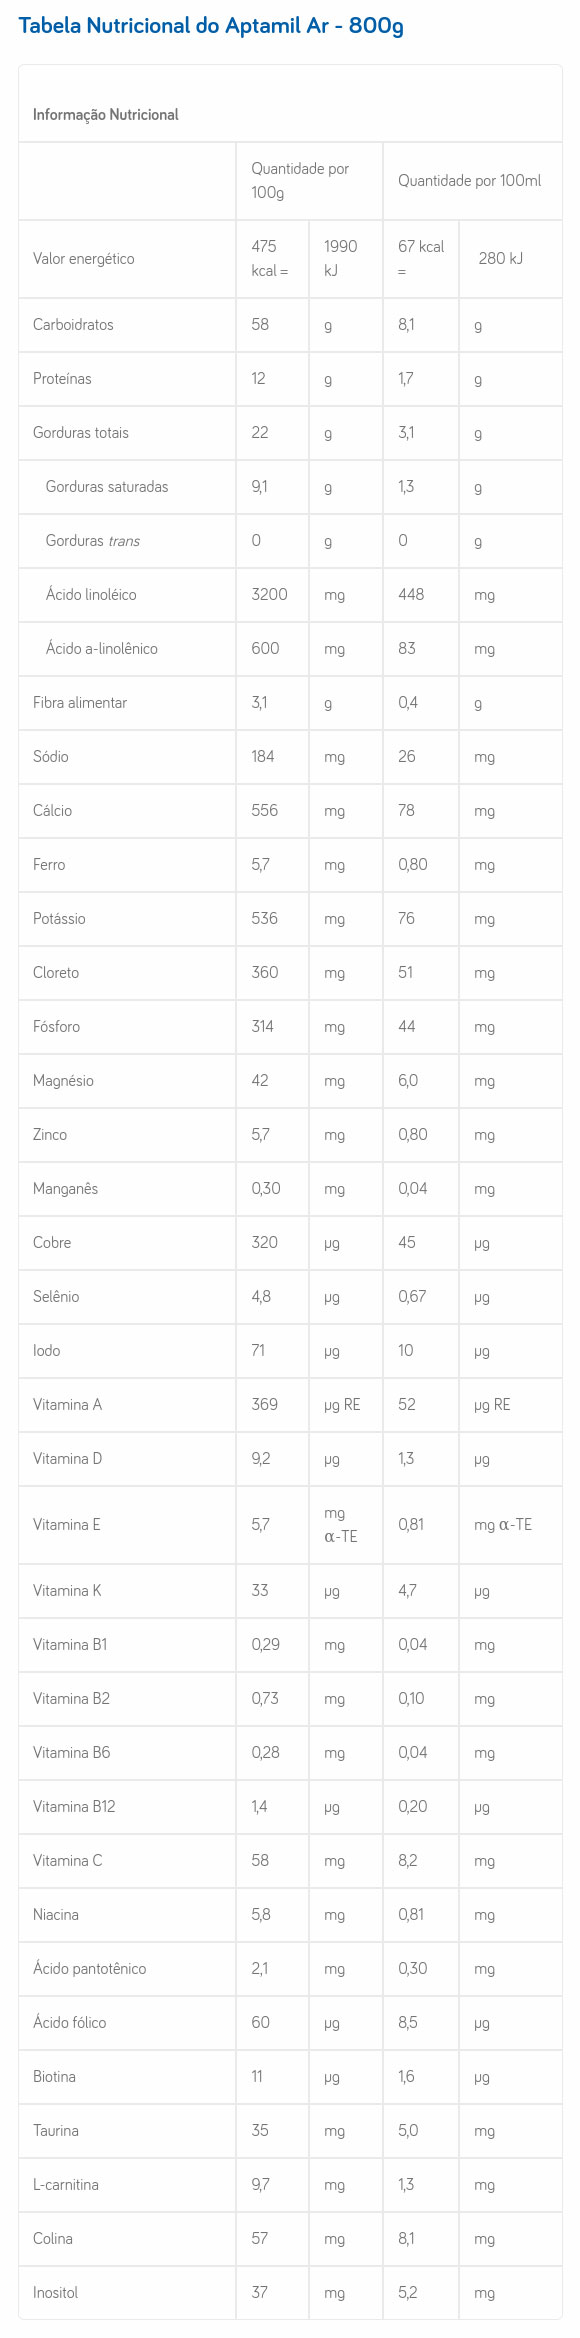 Tabela Nutricional do Aptamil Ar - 800g
Informação Nutricional
Quantidade por 100g Quantidade por 100ml
Valor energético 475 kcal = 1990 kJ 67 kcal = 280 kJ
Carboidratos 58 g 8,1 g
Proteínas 12 g 1,7 g
Gorduras totais 22 g 3,1 g
Gorduras saturadas 9,1 g 1,3 g
Gorduras trans 0 g 0 g
Ácido linoléico 3200 mg 448 mg
Ácido a-linolênico 600 mg 83 mg
Fibra alimentar 3,1 g 0,4 g
Sódio 184 mg 26 mg
Cálcio 556 mg 78 mg
Ferro 5,7 mg 0,80 mg
Potássio 536 mg 76 mg
Cloreto 360 mg 51 mg
Fósforo 314 mg 44 mg
Magnésio 42 mg 6,0 mg
Zinco 5,7 mg 0,80 mg
Manganês 0,30 mg 0,04 mg
Cobre 320 µg 45 µg
Selênio 4,8 µg 0,67 µg
Iodo 71 µg 10 µg
Vitamina A 369 µg RE 52 µg RE
Vitamina D 9,2 µg 1,3 µg
Vitamina E 5,7 mg α-TE 0,81 mg α-TE
Vitamina K 33 µg 4,7 µg
Vitamina B1 0,29 mg 0,04 mg
Vitamina B2 0,73 mg 0,10 mg
Vitamina B6 0,28 mg 0,04 mg
Vitamina B12 1,4 µg 0,20 µg
Vitamina C 58 mg 8,2 mg
Niacina 5,8 mg 0,81 mg
Ácido pantotênico 2,1 mg 0,30 mg
Ácido fólico 60 µg 8,5 µg
Biotina 11 µg 1,6 µg
Taurina 35 mg 5,0 mg
L-carnitina 9,7 mg 1,3 mg
Colina 57 mg 8,1 mg
Inositol 37 mg 5,2 mg